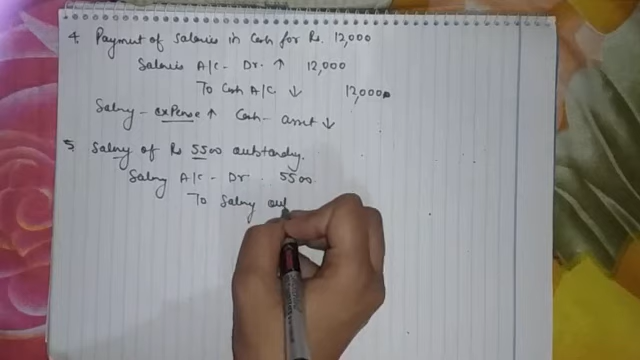 4. Payment of Salaries in Cash for Rs. 12,000
Salaries A/C - Dr. ↑ 12,000
To Cash A/C ↓ 12,000
Salary - expense ↑ Cash - asset ↓
5. Salary of Rs 5500 outstanding.
Salary A/C - Dr. 5500
To Salary out